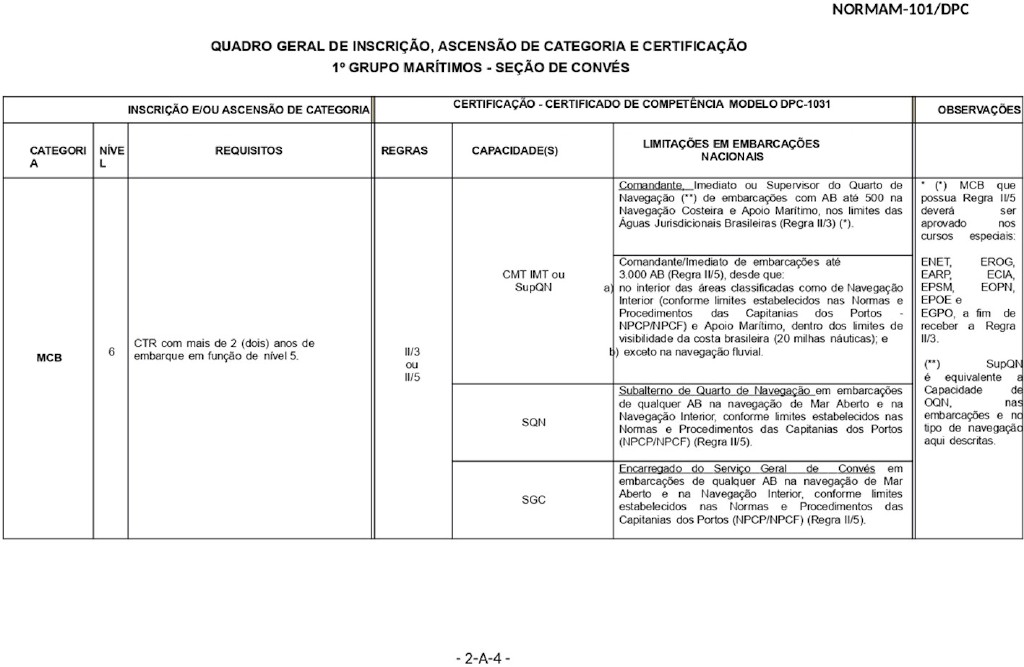 NORMAM-101/DPC
QUADRO GERAL DE INSCRIÇÃO, ASCENSÃO DE CATEGORIA E CERTIFICAÇÃO
1º GRUPO MARÍTIMOS - SEÇÃO DE CONVÉS
INSCRIÇÃO E/OU ASCENSÃO DE CATEGORIA
CERTIFICAÇÃO - CERTIFICADO DE COMPETÊNCIA MODELO DPC-1031
OBSERVAÇÕES
CATEGORI
A
NÍVE
L
REQUISITOS
REGRAS
CAPACIDADE(S)
LIMITAÇÕES EM EMBARCAÇÕES
NACIONAIS
MCB
6
CTR com mais de 2 (dois) anos de
embarque em função de nível 5.
II/3
ou
II/5
CMT IMT ou
SupQN
Comandante, Imediato ou Supervisor do Quarto de
Navegação (**) de embarcações com AB até 500 na
Navegação Costeira e Apoio Marítimo, nos limites das
Águas Jurisdicionais Brasileiras (Regra II/3) (*).
Comandante/Imediato de embarcações até
3.000 AB (Regra II/5), desde que:
a) no interior das áreas classificadas como de Navegação
Interior (conforme limites estabelecidos nas Normas e
Procedimentos das Capitanias dos Portos -
NPCP/NPCF) e Apoio Marítimo, dentro dos limites de
visibilidade da costa brasileira (20 milhas náuticas); e
b) exceto na navegação fluvial.
SQN
Subalterno de Quarto de Navegação em embarcações
de qualquer AB na navegação de Mar Aberto e na
Navegação Interior, conforme limites estabelecidos nas
Normas e Procedimentos das Capitanias dos Portos
(NPCP/NPCF) (Regra II/5).
SGC
Encarregado do Serviço Geral de Convés em
embarcações de qualquer AB na navegação de Mar
Aberto e na Navegação Interior, conforme limites
estabelecidos nas Normas e Procedimentos das
Capitanias dos Portos (NPCP/NPCF) (Regra II/5).
* (*) MCB que
possua Regra II/5
deverá ser
aprovado nos
cursos especiais:
ENET, EROG,
EARP, ECIA,
EPSM, EOPN,
EPOE e
EGPO, a fim de
receber a Regra
II/3.
(**) SupQN
é equivalente a
Capacidade de
OQN, nas
embarcações e no
tipo de navegação
aqui descritas.
- 2-A-4 -